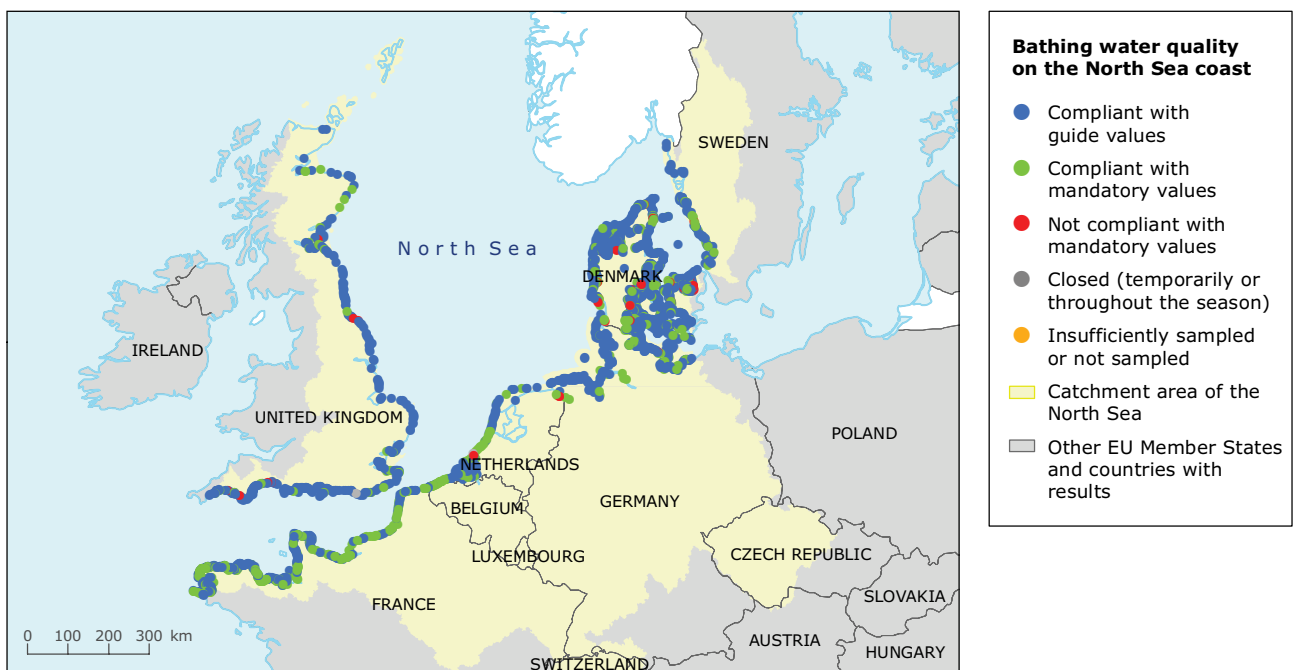 SWEDEN
North Sea
DENMARK
IRELAND
UNITED KINGDOM
POLAND
NETHERLANDS
GERMANY
BELGIUM
CZECH REPUBLIC
LUXEMBOURG
SLOVAKIA
FRANCE
AUSTRIA
HUNGARY
SWITZERLAND
0 100 200 300 km
Bathing water quality
on the North Sea coast
Compliant with
guide values
Compliant with
mandatory values
Not compliant with
mandatory values
Closed (temporarily or
throughout the season)
Insufficiently sampled
or not sampled
Catchment area of the
North Sea
Other EU Member States
and countries with
results